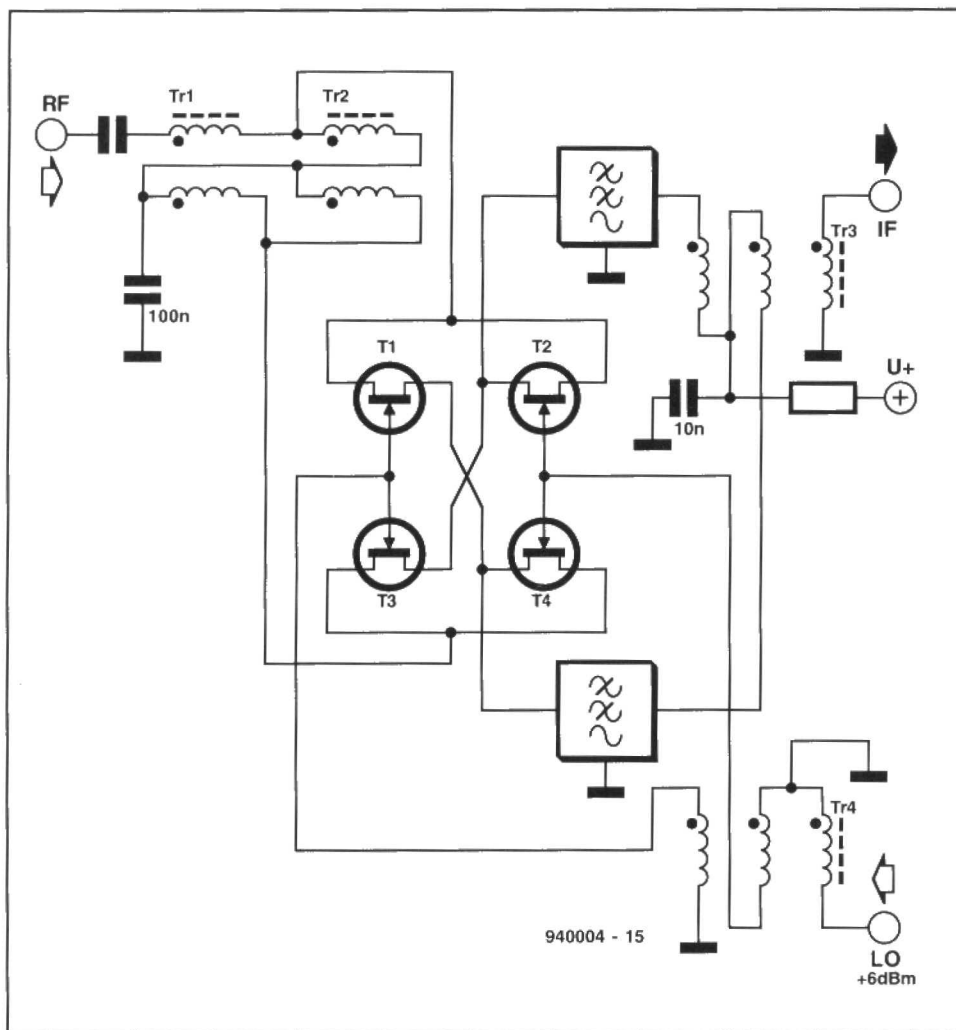 RF
Tr1
Tr2
100n
T1
T2
T3
T4
IF
Tr3
U+
10n
Tr4
940004 - 15
LO
+6dBm